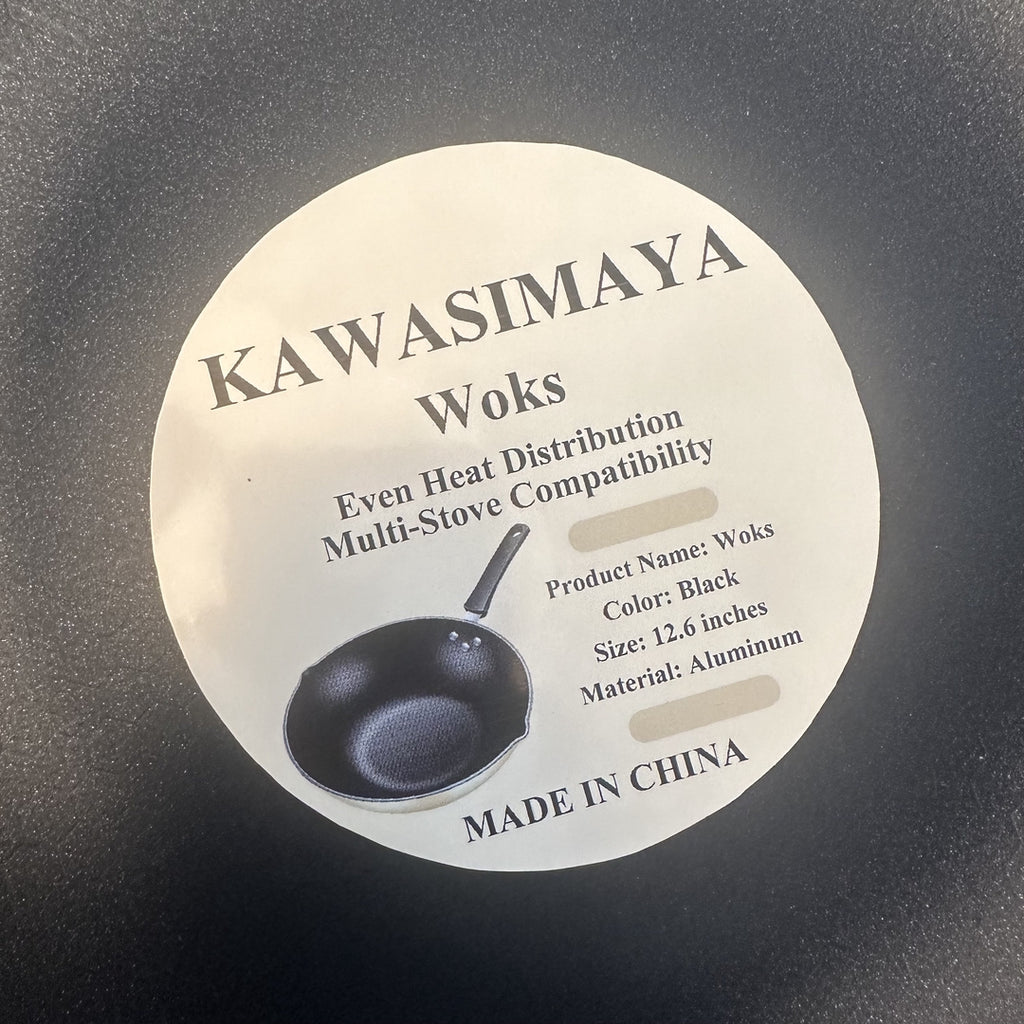 KAWASIMAYA
Woks
Even Heat Distribution
Multi-Stove Compatibility
Product Name: Woks
Color: Black
Size: 12.6 inches
Material: Aluminum
MADE IN CHINA